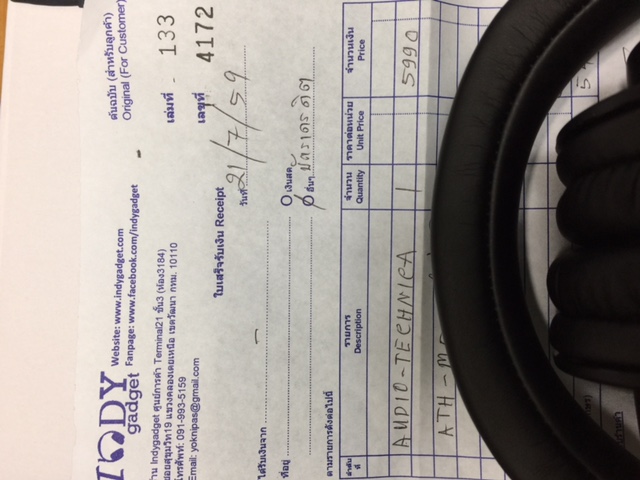 INDY
gadget
Website: www.indygadget.com
Fanpage: www.facebook.com/indygadget
ต้นฉบับ (สำหรับลูกค้า)
Original (For Customer)
ร้าน Indygadget ศูนย์การค้า Terminal21 ชั้น3 (ห้อง3184)
ซอยสุขุมวิท19 แขวงคลองเตยเหนือ เขตวัฒนา กทม. 10110
โทรศัพท์: 091-993-5159
Email: yoknipas@gmail.com
เล่มที่ - 133
เลขที่ 4172
ใบเสร็จรับเงิน Receipt
วันที่ 21/7/59
ได้รับเงินจาก -
เงินสด
ที่อยู่
อื่นๆ บัตรเครดิต
ตามรายการดังต่อไปนี้
ลำดับที่ รายการ Description จำนวน Quantity ราคาต่อหน่วย Unit Price จำนวนเงิน Price
AUDIO-TECHNICA 1 5990
ATH-M